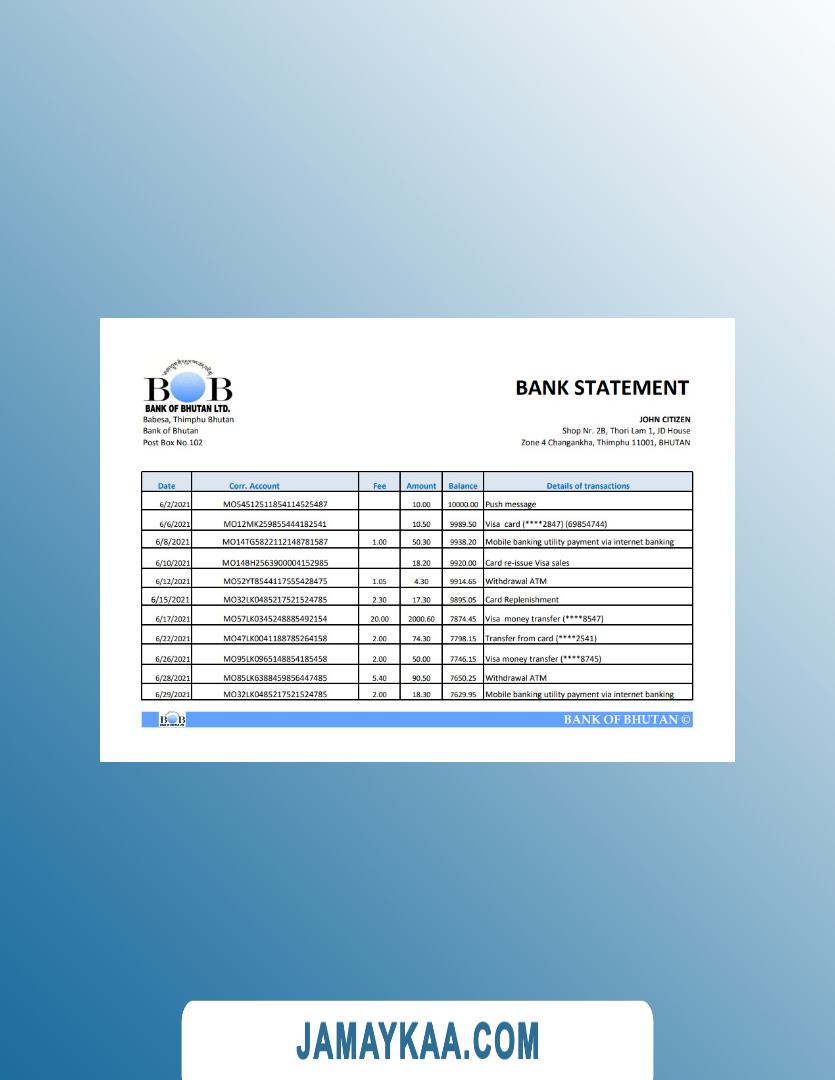 BOB
BANK OF BHUTAN LTD.
Babesa, Thimphu Bhutan
Bank of Bhutan
Post Box No.102
BANK STATEMENT
JOHN CITIZEN
Shop Nr. 2B, Thori Lam 1, JD House
Zone 4 Changankha, Thimphu 11001, BHUTAN
Date Corr. Account Fee Amount Balance Details of transactions
6/2/2021 MO54512511854114525487 10.00 10000.00 Push message
6/6/2021 MO12MK259855444182541 10.50 9989.50 Visa card (****2847) (69854744)
6/8/2021 MO14TG5822112148781587 1.00 50.30 9938.20 Mobile banking utility payment via internet banking
6/10/2021 MO14BH2563900004152985 18.20 9920.00 Card re-issue Visa sales
6/12/2021 MO52YT8544117555428475 1.05 4.30 9914.65 Withdrawal ATM
6/15/2021 MO32LK0485217521524785 2.30 17.30 9895.05 Card Replenishment
6/17/2021 MO57LK0345248885492154 20.00 2000.60 7874.45 Visa money transfer (****8547)
6/22/2021 MO47LK0041188785264158 2.00 74.30 7798.15 Transfer from card (****2541)
6/26/2021 MO95LK0965148854185458 2.00 50.00 7746.15 Visa money transfer (****8745)
6/28/2021 MO85LK6388459856447485 5.40 90.50 7650.25 Withdrawal ATM
6/29/2021 MO32LK0485217521524785 2.00 18.30 7629.95 Mobile banking utility payment via internet banking
BOB
BANK OF BHUTAN ©
JAMAYKAA.COM